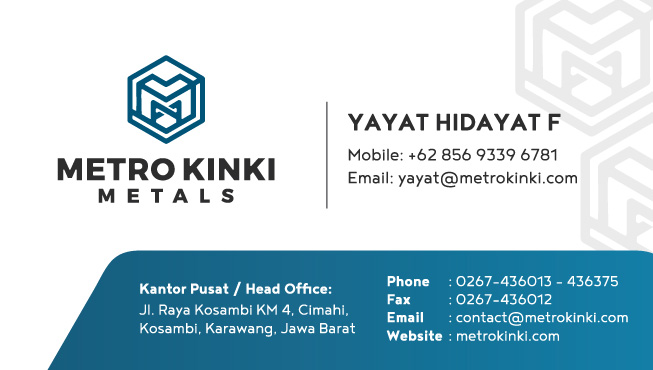 METRO KINKI
METALS
YAYAT HIDAYAT F
Mobile: +62 856 9339 6781
Email: yayat@metrokinki.com
Kantor Pusat / Head Office:
Jl. Raya Kosambi KM 4, Cimahi,
Kosambi, Karawang, Jawa Barat
Phone : 0267-436013 - 436375
Fax : 0267-436012
Email : contact@metrokinki.com
Website : metrokinki.com